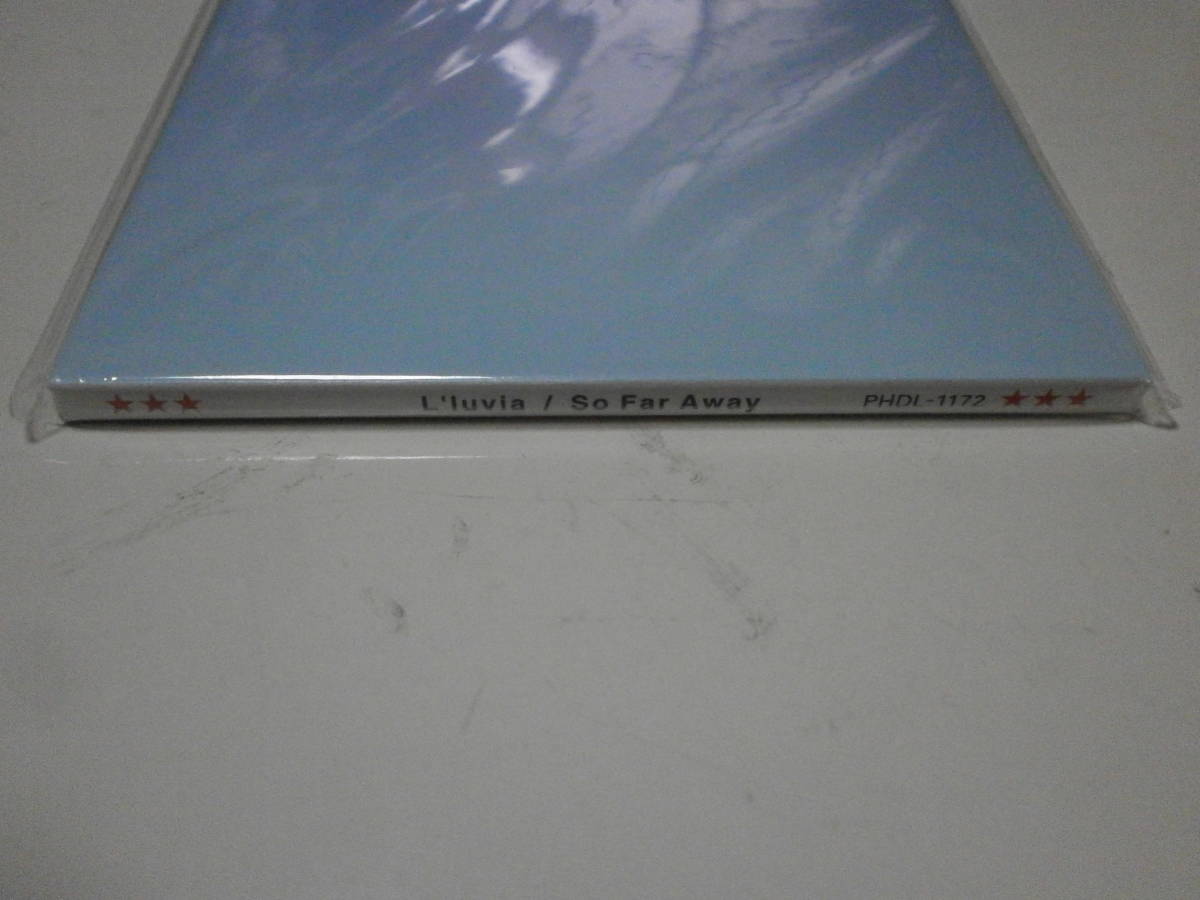 ★★★ L'luvia / So Far Away PHDL-1172 ★★★